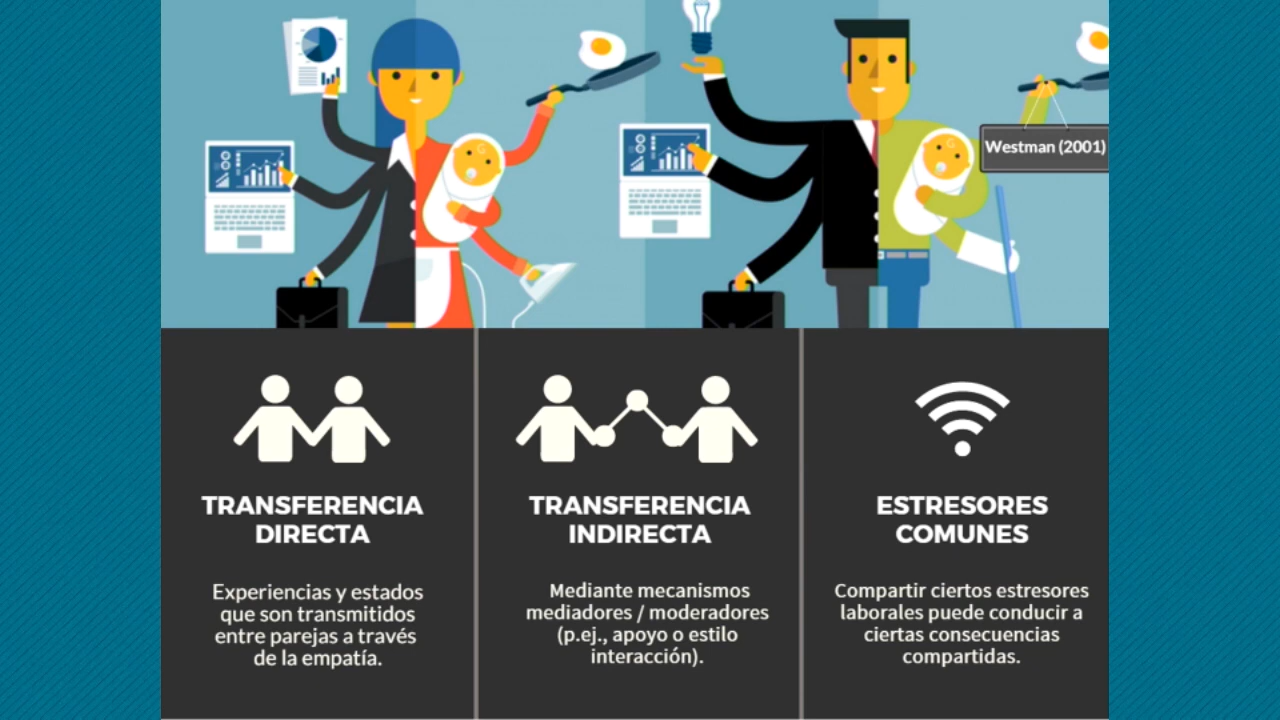 Westman (2001)
TRANSFERENCIA
DIRECTA
Experiencias y estados
que son transmitidos
entre parejas a través
de la empatía.
TRANSFERENCIA
INDIRECTA
Mediante mecanismos
mediadores / moderadores
(p.ej., apoyo o estilo
interacción).
ESTRESORES
COMUNES
Compartir ciertos estresores
laborales puede conducir a
ciertas consecuencias
compartidas.